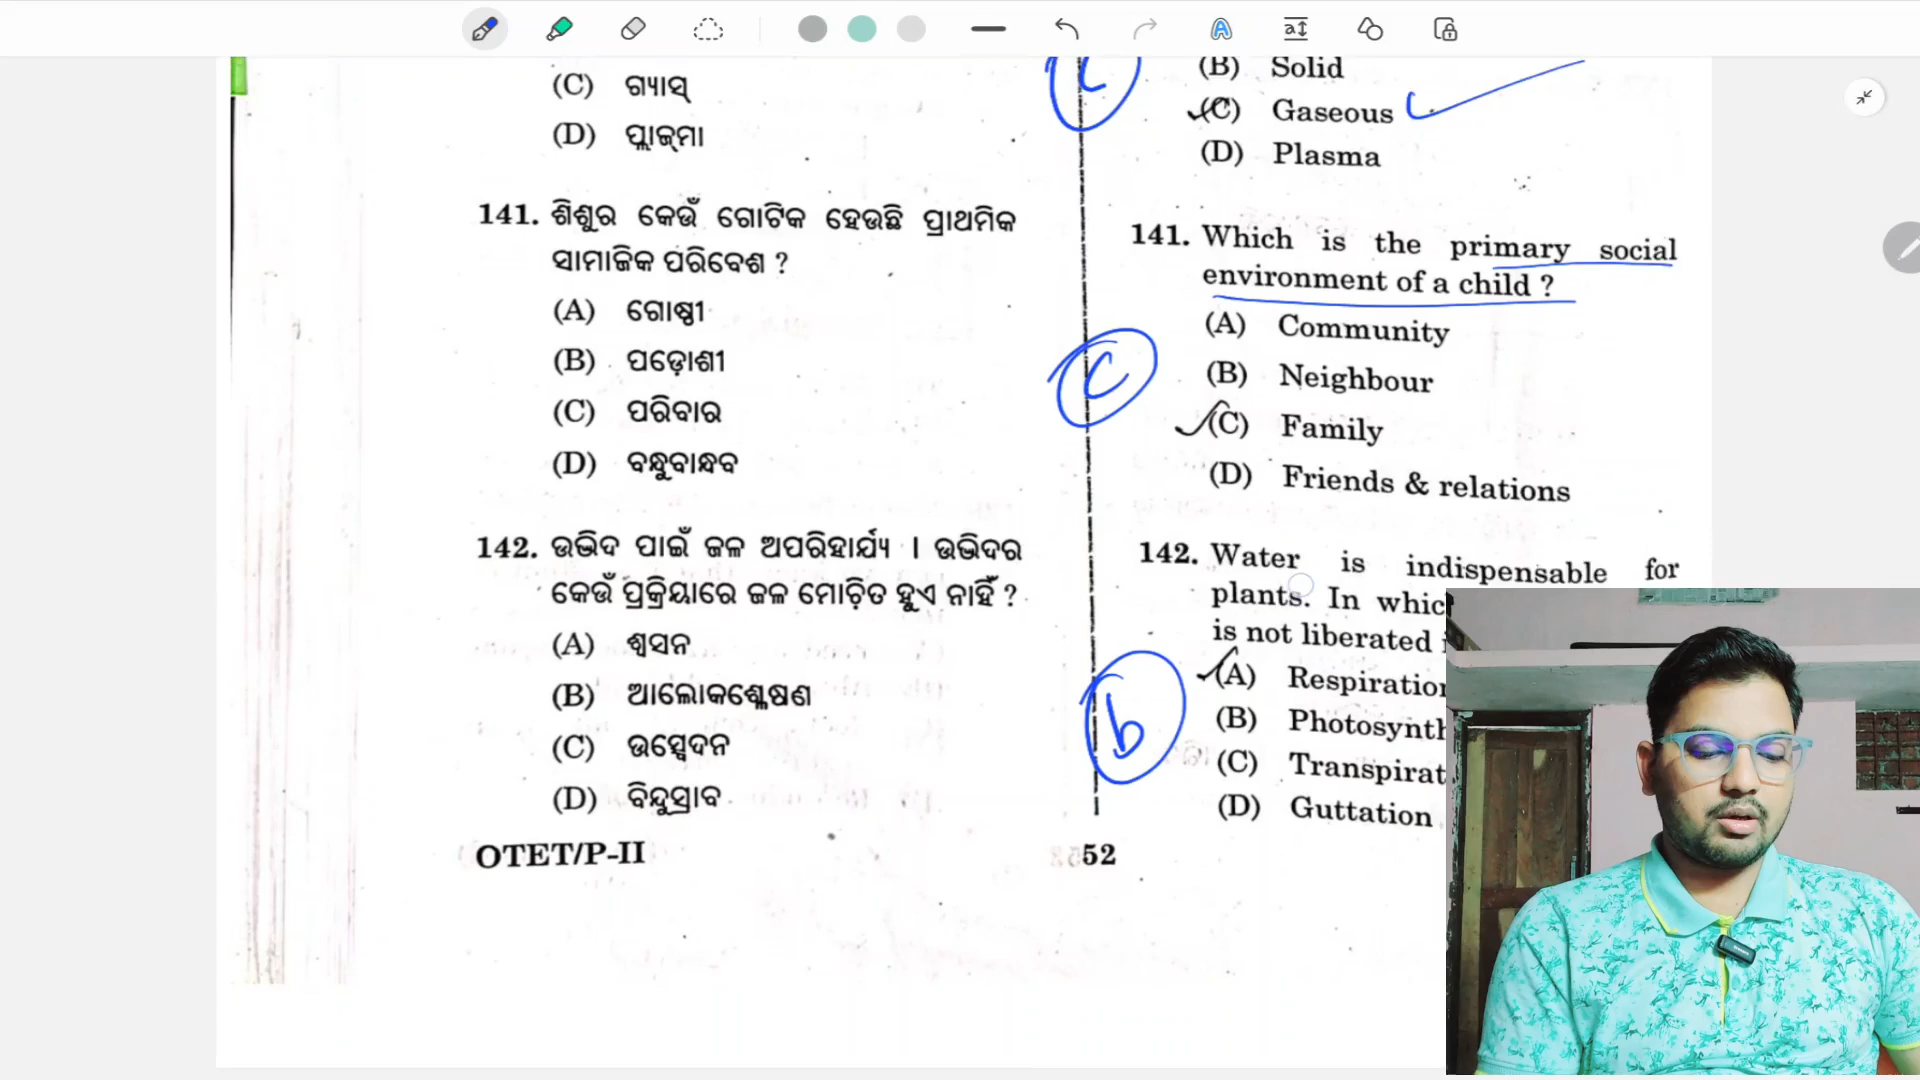 (C) ଗ୍ୟାସ୍
(D) ପ୍ଲାଜ୍‌ମା
141. ଶିଶୁର କେଉଁ ଗୋଟିକ ହେଉଛି ପ୍ରାଥମିକ
ସାମାଜିକ ପରିବେଶ ?
(A) ଗୋଷ୍ଠୀ
(B) ପଡ଼ୋଶୀ
(C) ପରିବାର
(D) ବନ୍ଧୁବାନ୍ଧବ
142. ଉଦ୍ଭିଦ ପାଇଁ ଜଳ ଅପରିହାର୍ଯ୍ୟ । ଉଦ୍ଭିଦର
କେଉଁ ପ୍ରକ୍ରିୟାରେ ଜଳ ମୋଚିତ ହୁଏ ନାହିଁ ?
(A) ଶ୍ୱସନ
(B) ଆଲୋକଶ୍ଳେଷଣ
(C) ଉତ୍ସ୍ୱେଦନ
(D) ବିନ୍ଦୁସ୍ରାବ
OTET/P-II
52
C
(B) Solid
(C) Gaseous
(D) Plasma
141. Which is the primary social
environment of a child ?
C
(A) Community
(B) Neighbour
(C) Family
(D) Friends & relations
142. Water is indispensable for
plants. In whic
is not liberated
b
(A) Respiration
(B) Photosynth
(C) Transpirat
(D) Guttation